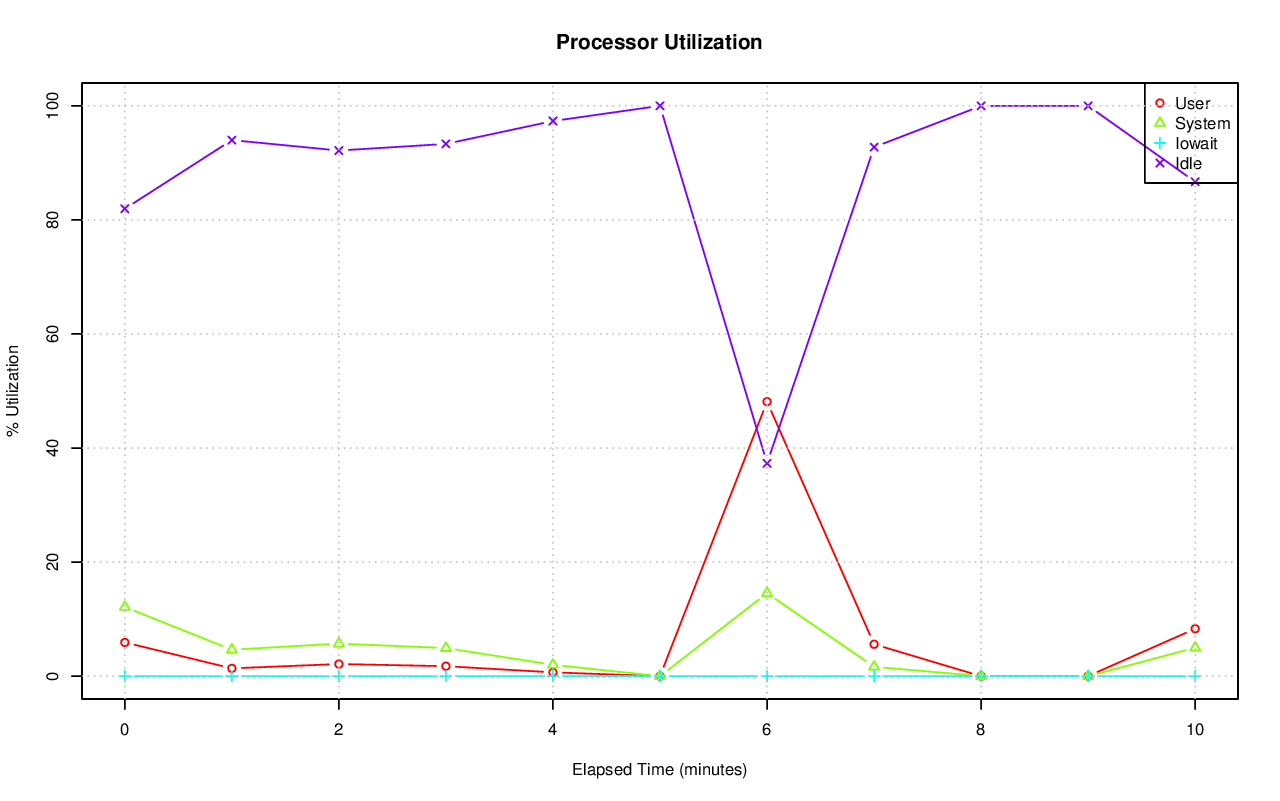 Processor Utilization
User
System
Iowait
Idle
100
80
60
40
20
0
% Utilization
0 2 4 6 8 10
Elapsed Time (minutes)